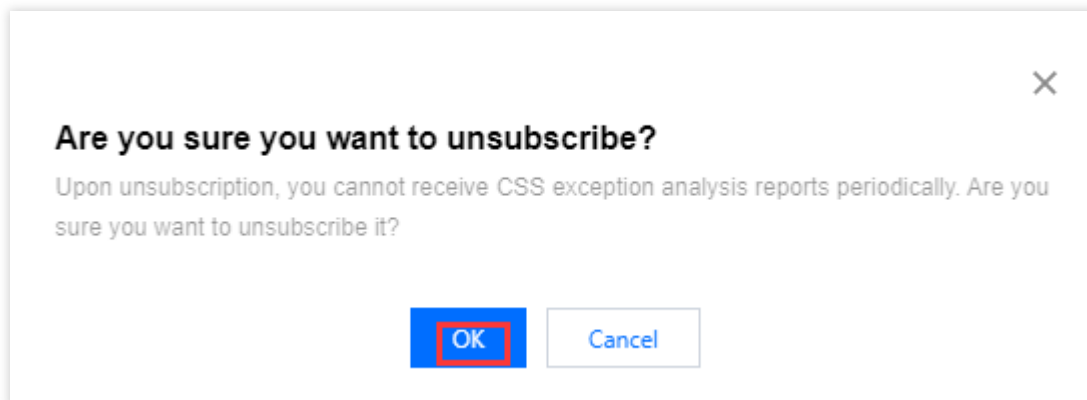 Are you sure you want to unsubscribe?
Upon unsubscription, you cannot receive CSS exception analysis reports periodically. Are you
sure you want to unsubscribe it?
OK
Cancel